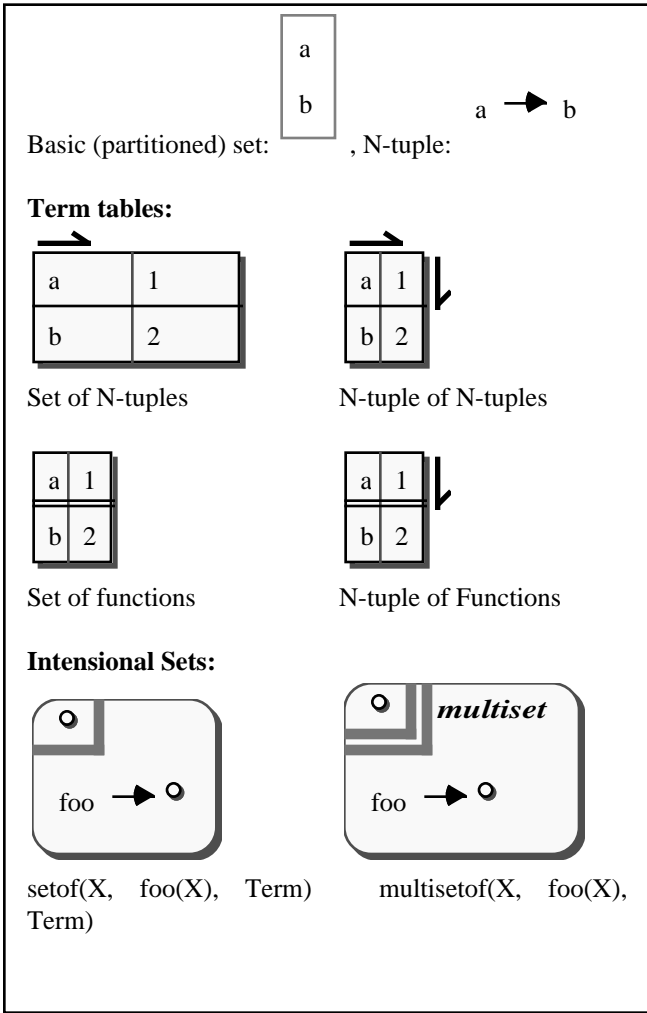 a
b
a b
Basic (partitioned) set: , N-tuple:
Term tables:
a 1 a 1
b 2 b 2
Set of N-tuples N-tuple of N-tuples
a 1 a 1
b 2 b 2
Set of functions N-tuple of Functions
Intensional Sets:
multiset
foo foo
setof(X, foo(X), Term) multisetof(X, foo(X),
Term)